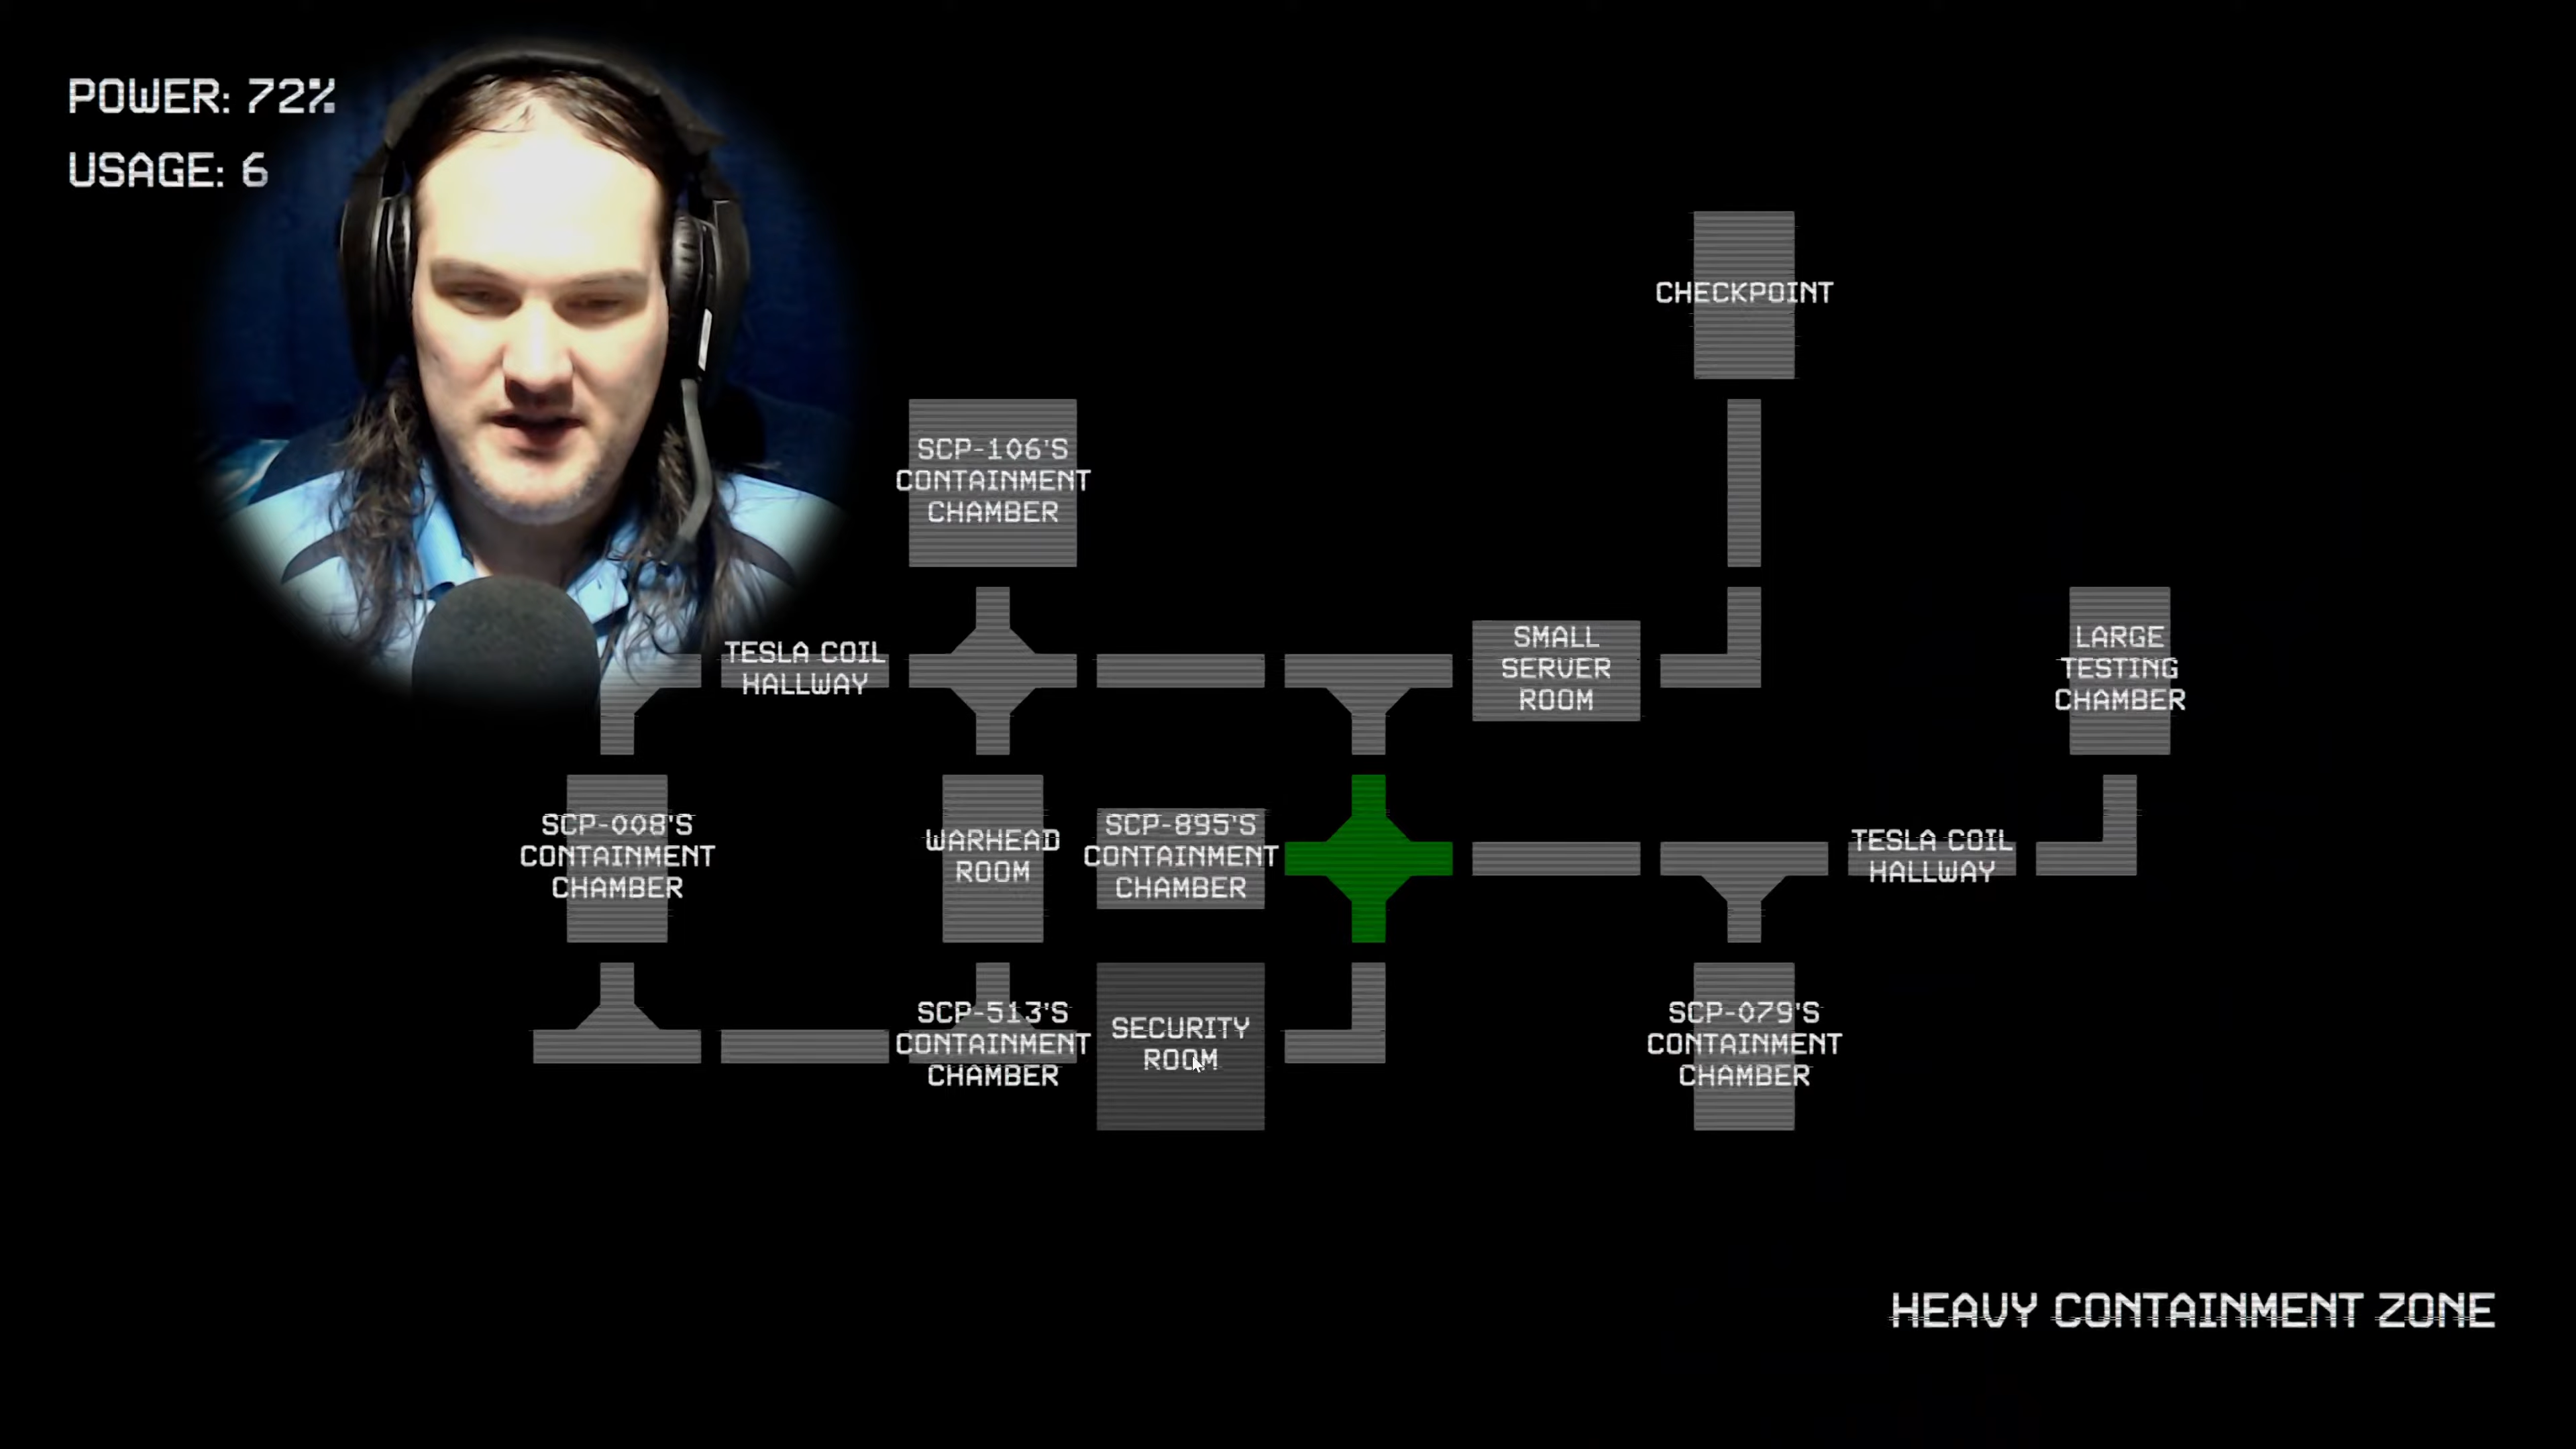 POWER: 72%
USAGE: 6
CHECKPOINT
SCP-106'S
CONTAINMENT
CHAMBER
TESLA COIL
HALLWAY
SMALL
SERVER
ROOM
LARGE
TESTING
CHAMBER
SCP-008'S
CONTAINMENT
CHAMBER
WARHEAD
ROOM
SCP-895'S
CONTAINMENT
CHAMBER
TESLA COIL
HALLWAY
SCP-513'S
CONTAINMENT
CHAMBER
SECURITY
ROOM
SCP-079'S
CONTAINMENT
CHAMBER
HEAVY CONTAINMENT ZONE